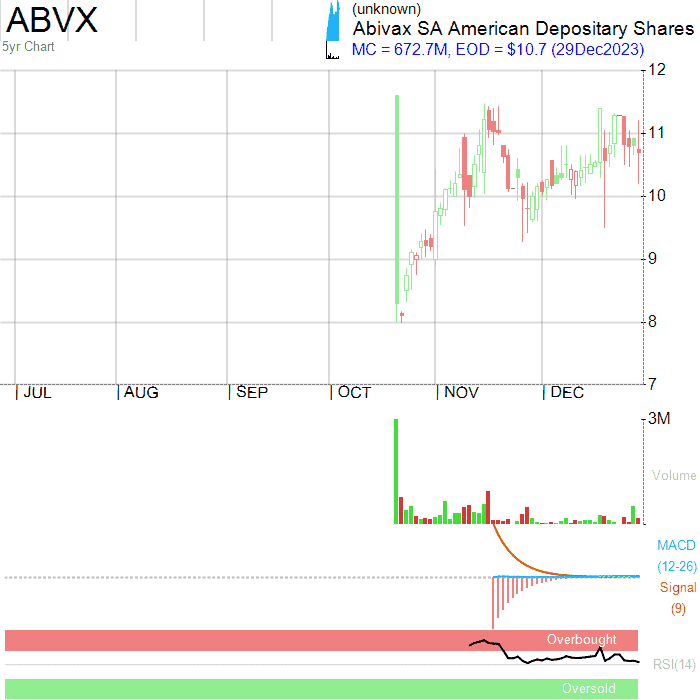 ABVX
(unknown)
Abivax SA American Depositary Shares
5yr Chart
MC = 672.7M, EOD = $10.7 (29Dec2023)
12
11
10
9
8
7
JUL AUG SEP OCT NOV DEC
3M
Volume
MACD
(12-26)
Signal
(9)
Overbought
RSI(14)
Oversold